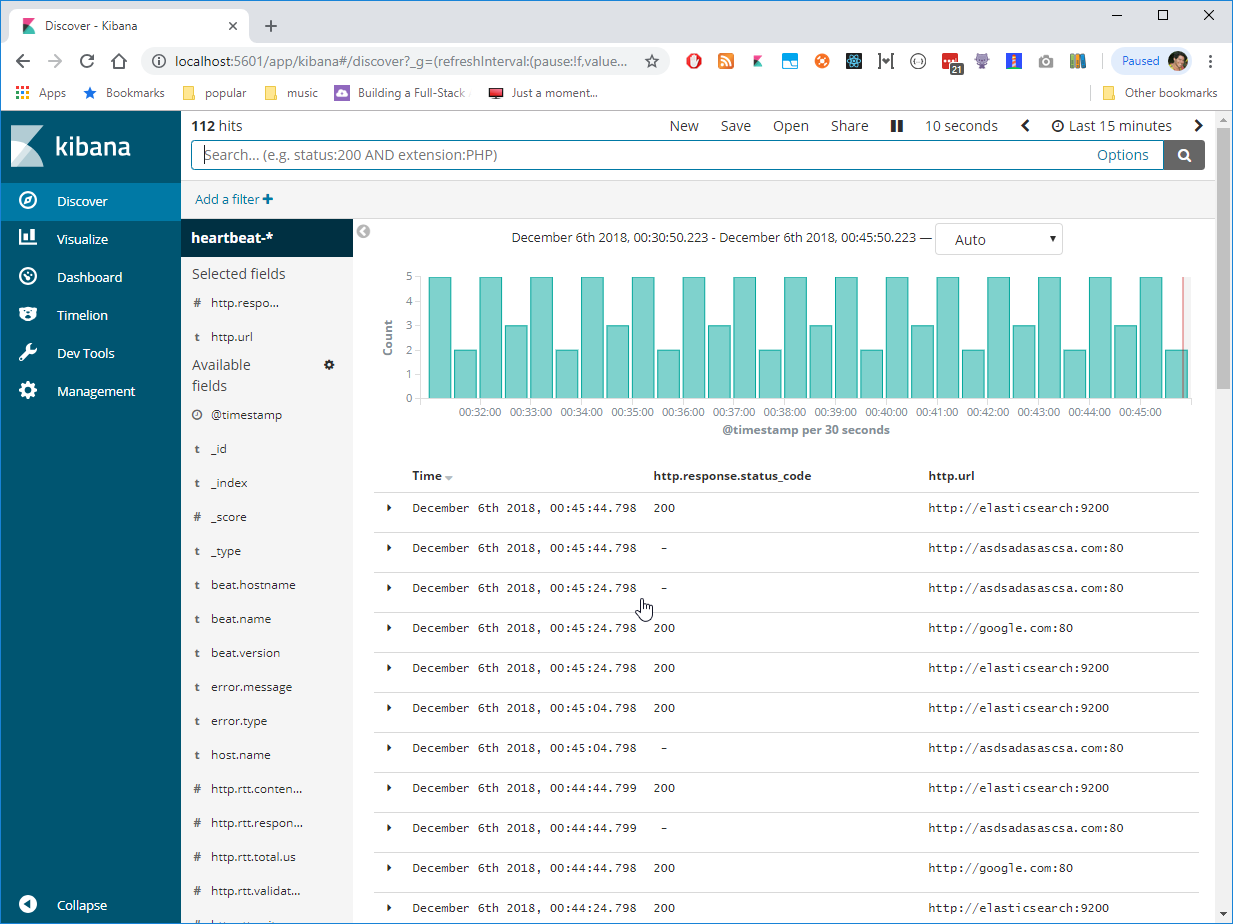 Discover - Kibana
localhost:5601/app/kibana#/discover?_g=(refreshInterval:(pause:!f,value...
21
Paused
Apps
Bookmarks
popular
music
Building a Full-Stack
Just a moment...
Other bookmarks
kibana
Discover
Visualize
Dashboard
Timelion
Dev Tools
Management
Collapse
112 hits
New Save Open Share 10 seconds Last 15 minutes
Search... (e.g. status:200 AND extension:PHP)
Options
Add a filter
heartbeat-*
Selected fields
# http.respo...
t http.url
Available
fields
@timestamp
t _id
t _index
# _score
t _type
t beat.hostname
t beat.name
t beat.version
t error.message
t error.type
t host.name
# http.rtt.conten...
# http.rtt.respon...
# http.rtt.total.us
# http.rtt.validat...
December 6th 2018, 00:30:50.223 - December 6th 2018, 00:45:50.223 — Auto
Count
5
4
3
2
1
0
00:32:00 00:33:00 00:34:00 00:35:00 00:36:00 00:37:00 00:38:00 00:39:00 00:40:00 00:41:00 00:42:00 00:43:00 00:44:00 00:45:00
@timestamp per 30 seconds
Time http.response.status_code http.url
December 6th 2018, 00:45:44.798 200 http://elasticsearch:9200
December 6th 2018, 00:45:44.798 - http://asdsadasascsa.com:80
December 6th 2018, 00:45:24.798 - http://asdsadasascsa.com:80
December 6th 2018, 00:45:24.798 200 http://google.com:80
December 6th 2018, 00:45:24.798 200 http://elasticsearch:9200
December 6th 2018, 00:45:04.798 200 http://elasticsearch:9200
December 6th 2018, 00:45:04.798 - http://asdsadasascsa.com:80
December 6th 2018, 00:44:44.799 200 http://elasticsearch:9200
December 6th 2018, 00:44:44.799 - http://asdsadasascsa.com:80
December 6th 2018, 00:44:44.799 200 http://google.com:80
December 6th 2018, 00:44:24.798 200 http://elasticsearch:9200